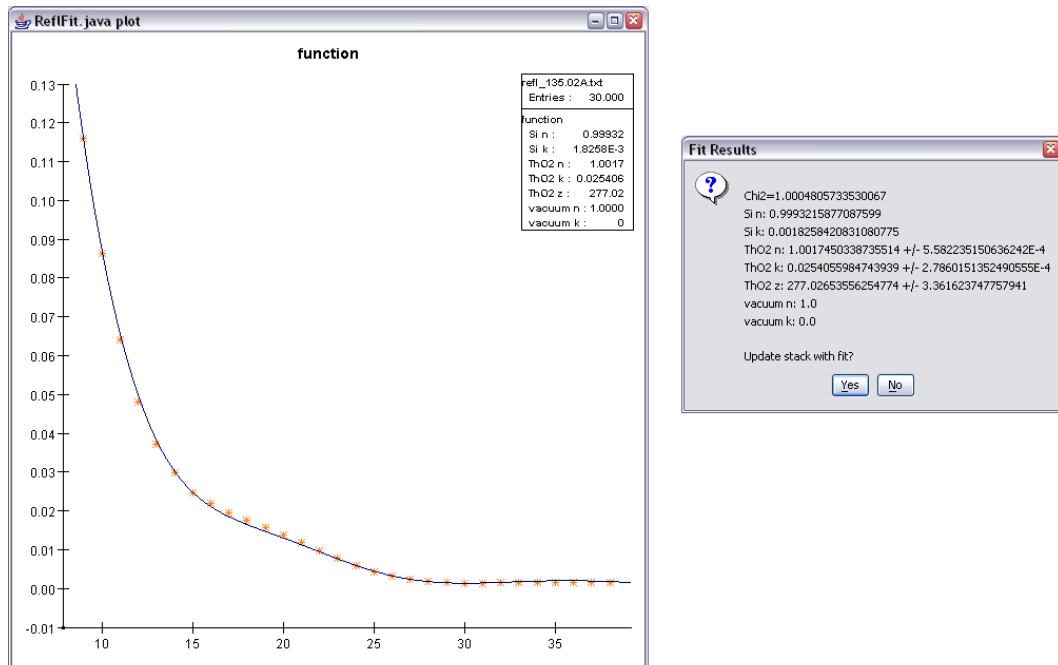 ReflFit.java plot
function
0.13
0.12
0.11
0.10
0.09
0.08
0.07
0.06
0.05
0.04
0.03
0.02
0.01
0.00
-0.01
10 15 20 25 30 35
refl_135.02A.txt
Entries : 30.000
function
Si n : 0.99932
Si k : 1.8258E-3
ThO2 n : 1.0017
ThO2 k : 0.025406
ThO2 z : 277.02
vacuum n : 1.0000
vacuum k : 0
Fit Results
Chi2=1.0004805733530067
Si n: 0.9993215877087599
Si k: 0.0018258420831080775
ThO2 n: 1.0017450338735514 +/- 5.582235150636242E-4
ThO2 k: 0.0254055984743939 +/- 2.7860151352490555E-4
ThO2 z: 277.02653556254774 +/- 3.361623747757941
vacuum n: 1.0
vacuum k: 0.0
Update stack with fit?
Yes No